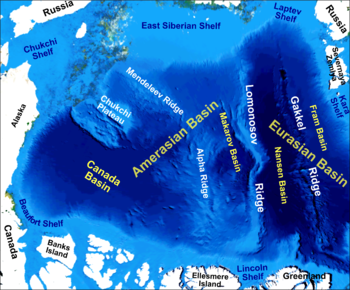 Russia
Laptev
Shelf
Russia
East Siberian Shelf
Chukchi
Shelf
Severnaya
Zemlya
Kara
Shelf
Mendeleev Ridge
Chukchi
Plateau
Alaska
Amerasian Basin
Makarov Basin
Lomonosov
Ridge
Gakkel
Ridge
Fram Basin
Eurasian Basin
Nansen Basin
Alpha Ridge
Canada
Basin
Beaufort Shelf
Canada
Banks
Island
Ellesmere
Island
Lincoln
Shelf
Greenland